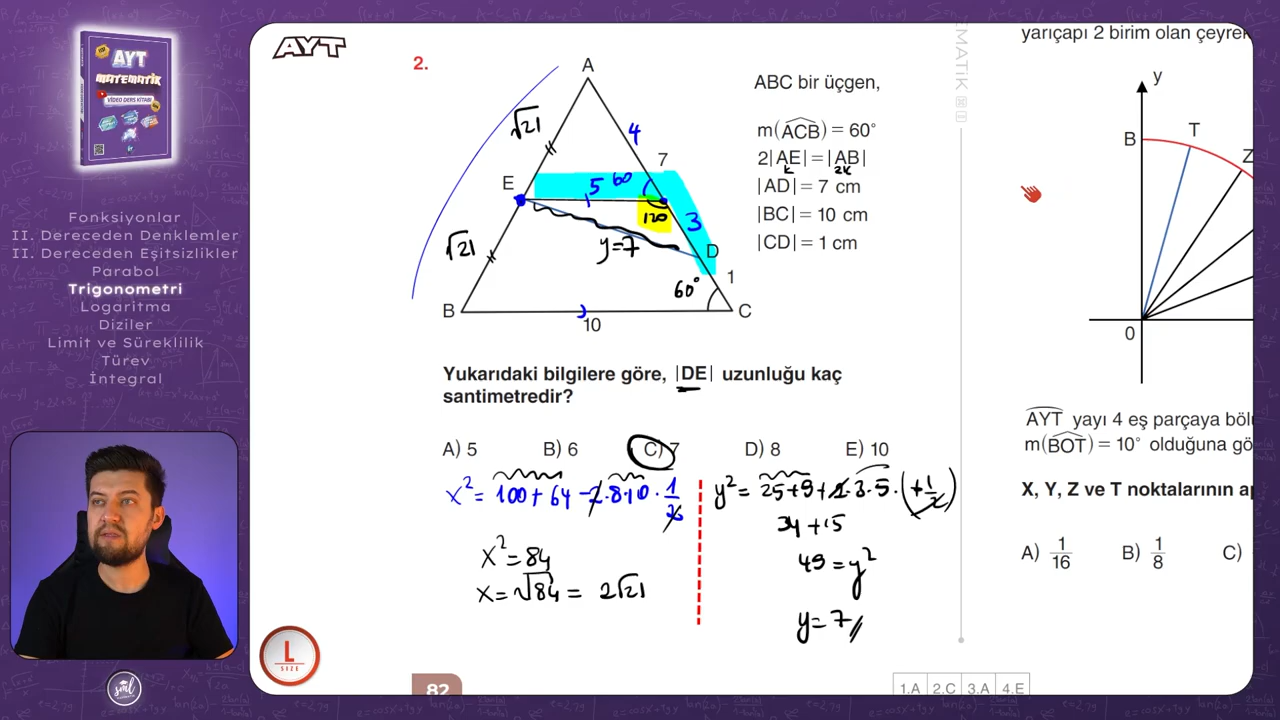 AYT
MATEMATİK
VİDEO DERS KİTABI
Fonksiyonlar
II. Dereceden Denklemler
II. Dereceden Eşitsizlikler
Parabol
Trigonometri
Logaritma
Diziler
Limit ve Süreklilik
Türev
İntegral
sml
AYT
2.
A
√21
4
7
E
5
60
120
3
√21
y=7
D
1
60°
B
10
C
ABC bir üçgen,
m(ACB) = 60°
2|AE| = |AB|
k 2k
|AD| = 7 cm
|BC| = 10 cm
|CD| = 1 cm
Yukarıdaki bilgilere göre, |DE| uzunluğu kaç
santimetredir?
A) 5 B) 6 C) 7 D) 8 E) 10
x² = 100 + 64 - 2.8.10 . 1/2
x² = 84
x = √84 = 2√21
y² = 25+9+2.3.5.(+1/2)
34 +15
49 = y²
y = 7
L
SIZE
82
1.A 2.C 3.A 4.E
EMATİK
yarıçapı 2 birim olan çeyrek
y
B
T
Z
0
AYT yayı 4 eş parçaya böl
m(BOT) = 10° olduğuna gö
X, Y, Z ve T noktalarının ap
A) 1/16 B) 1/8 C)